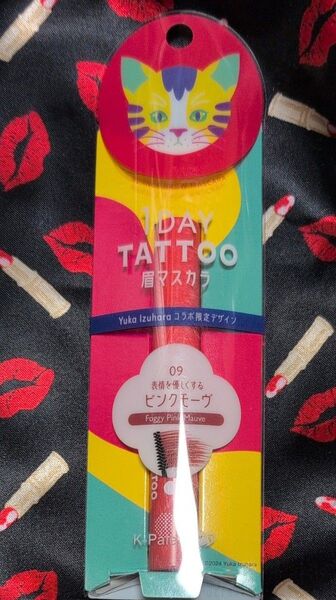 1DAY
TATTOO
眉マスカラ
Yuka Izuhara コラボ限定デザイン
09
表情を優しくする
ピンクモーヴ
Foggy Pink Mauve
©2024 Yuka Izuhara